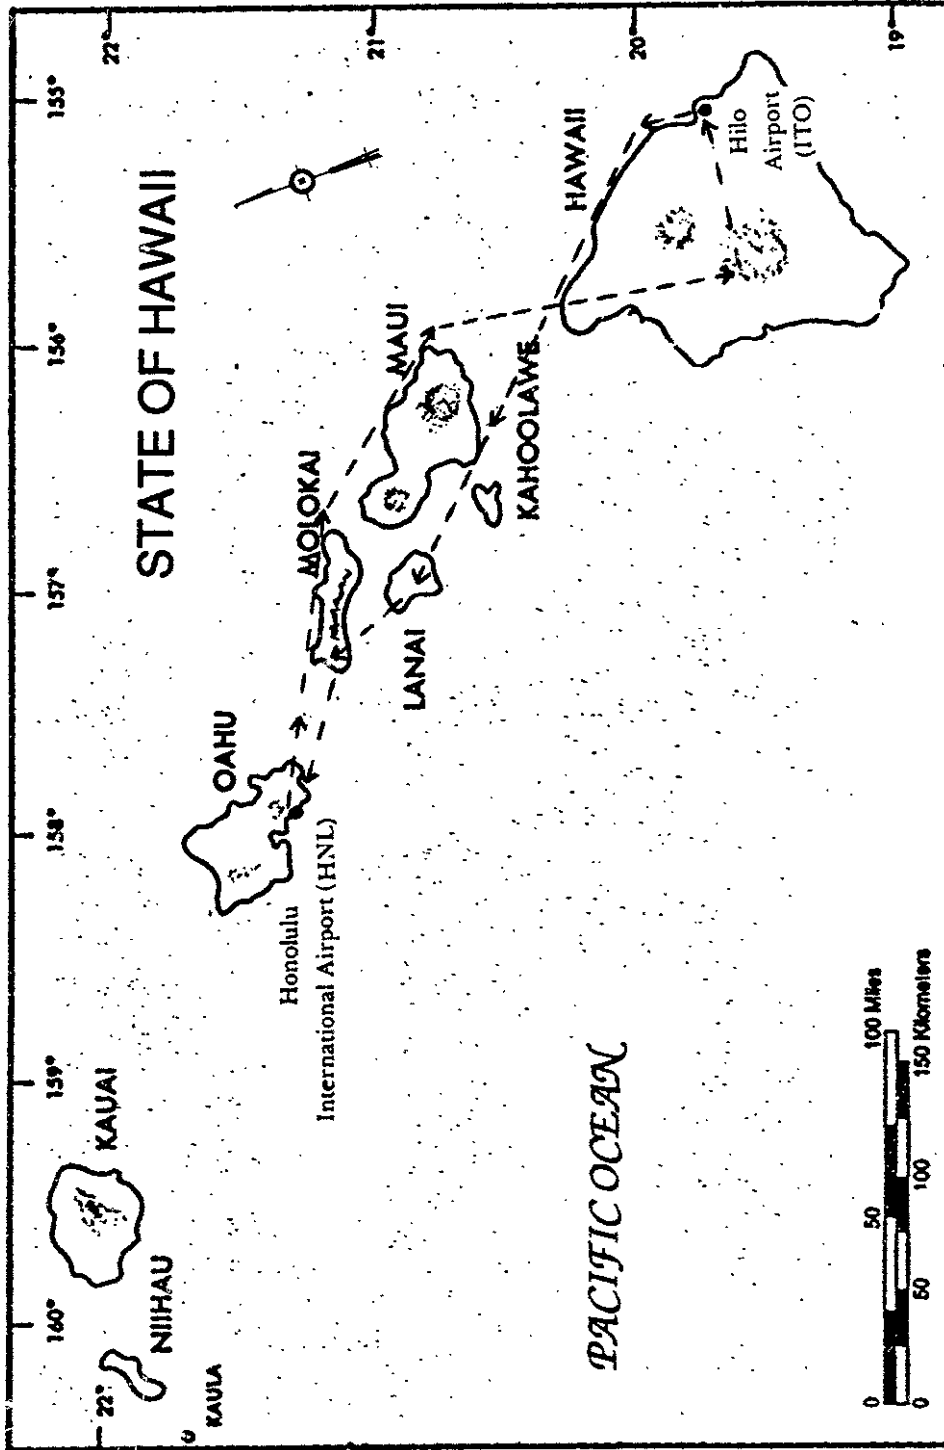 STATE OF HAWAII
160°
159°
158°
157°
156°
155°
22°
22°
21°
20°
19°
KAUAI
NIIHAU
KAULA
OAHU
Honolulu
International Airport (HNL)
MOLOKAI
LANAI
MAUI
KAHOOLAWE
HAWAII
Hilo
Airport
(ITO)
PACIFIC OCEAN
0 50 100 Miles
0 50 100 150 Kilometers